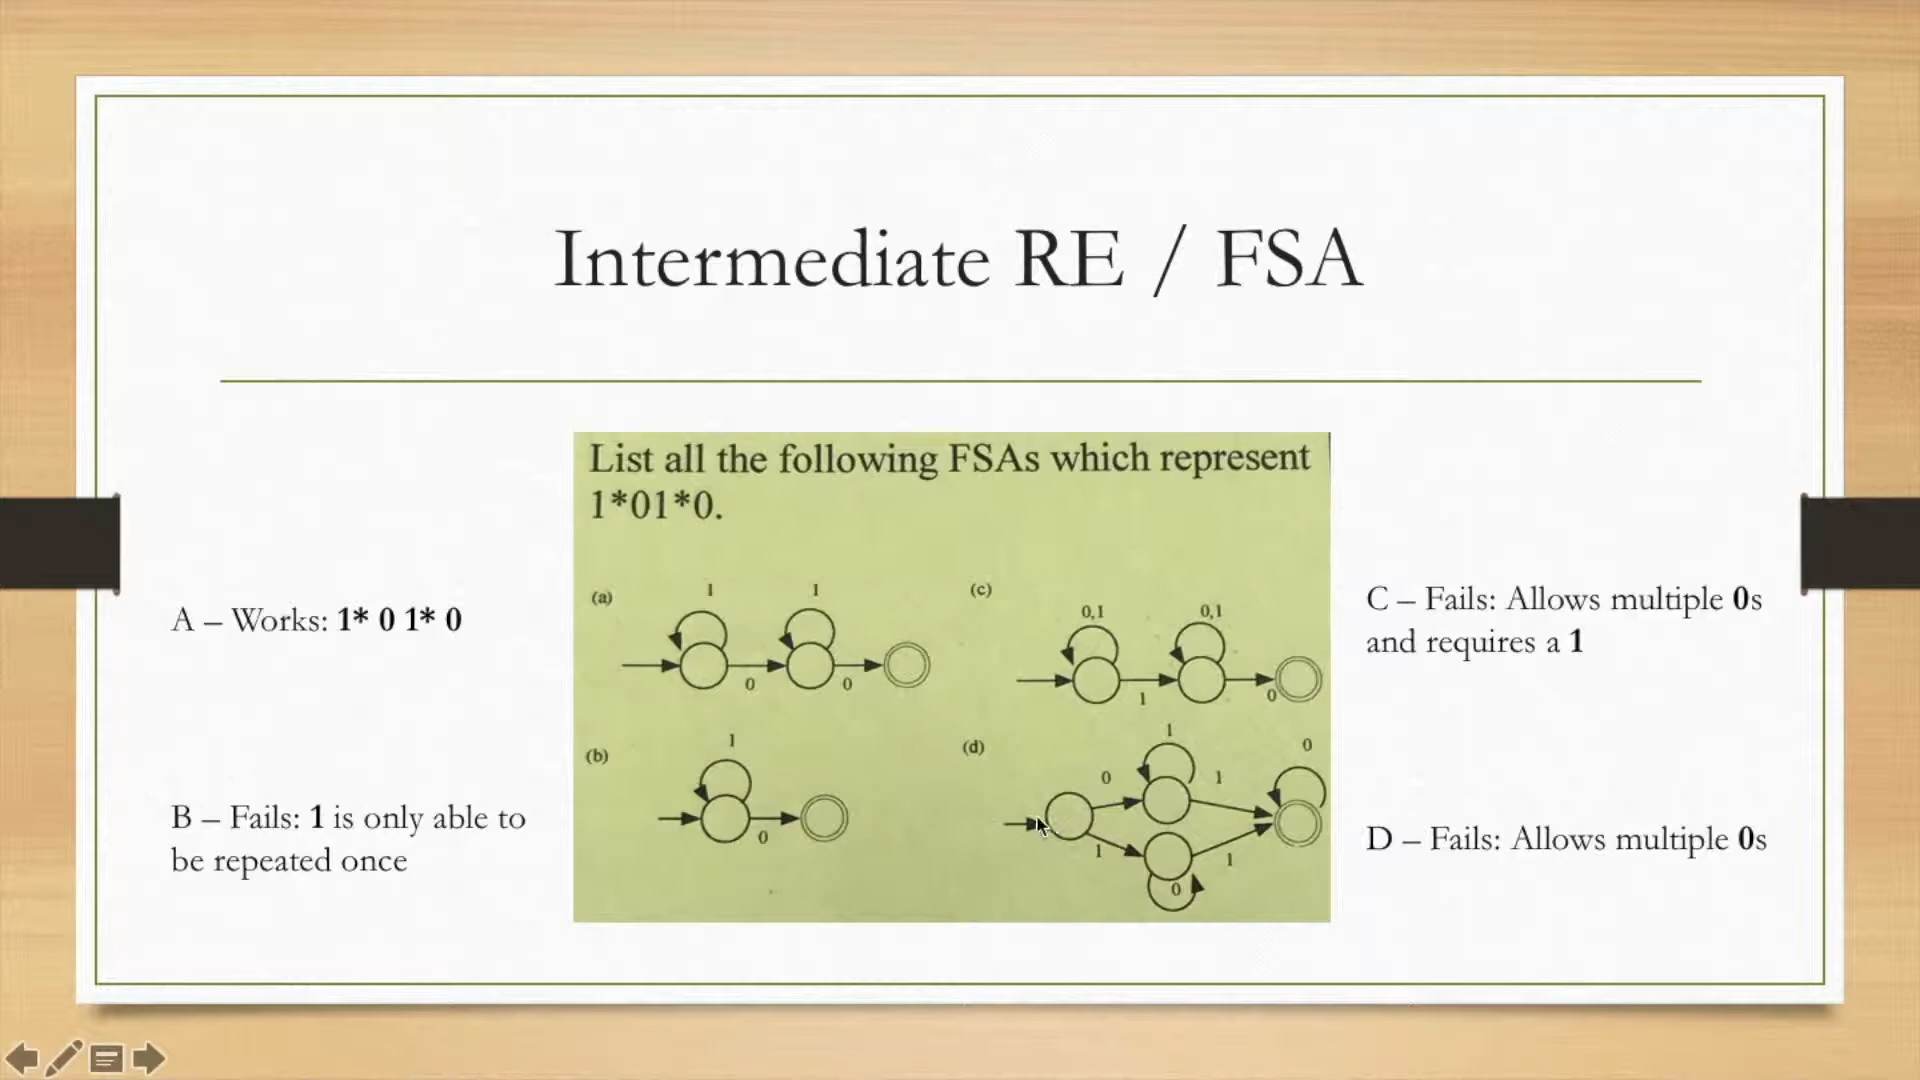 Intermediate RE / FSA
List all the following FSAs which represent
1*01*0.
(a)
1
1
0
0
(b)
1
0
(c)
0,1
0,1
1
0
(d)
0
1
1
0
1
0
1
A – Works: 1* 0 1* 0
B – Fails: 1 is only able to
be repeated once
C – Fails: Allows multiple 0s
and requires a 1
D – Fails: Allows multiple 0s